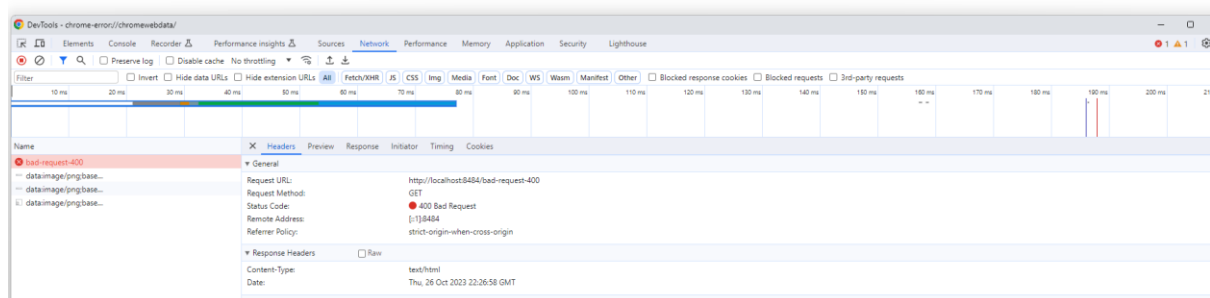 DevTools - chrome-error://chromewebdata/
Elements Console Recorder Performance insights Sources Network Performance Memory Application Security Lighthouse 1 1
Preserve log Disable cache No throttling
Filter Invert Hide data URLs Hide extension URLs All Fetch/XHR JS CSS Img Media Font Doc WS Wasm Manifest Other Blocked response cookies Blocked requests 3rd-party requests
10 ms 20 ms 30 ms 40 ms 50 ms 60 ms 70 ms 80 ms 90 ms 100 ms 110 ms 120 ms 130 ms 140 ms 150 ms 160 ms 170 ms 180 ms 190 ms 200 ms 21
Name Headers Preview Response Initiator Timing Cookies
bad-request-400
data:image/png;base...
data:image/png;base...
data:image/png;base...
General
Request URL: http://localhost:8484/bad-request-400
Request Method: GET
Status Code: 400 Bad Request
Remote Address: [::1]:8484
Referrer Policy: strict-origin-when-cross-origin
Response Headers Raw
Content-Type: text/html
Date: Thu, 26 Oct 2023 22:26:58 GMT